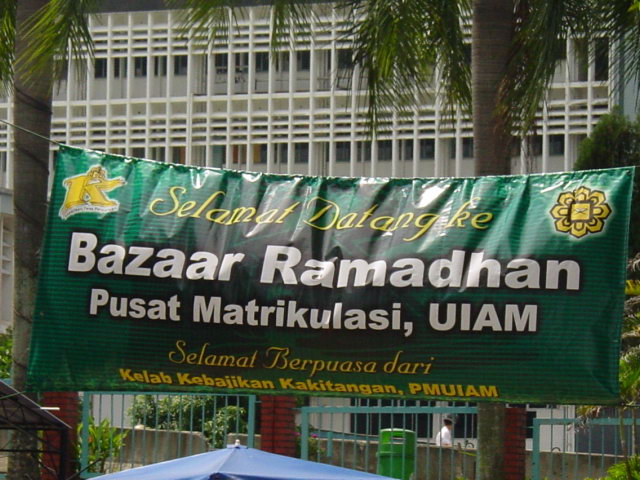 Selamat Datang ke
Bazaar Ramadhan
Pusat Matrikulasi, UIAM
Selamat Berpuasa dari
Kelab Kebajikan Kakitangan, PMUIAM